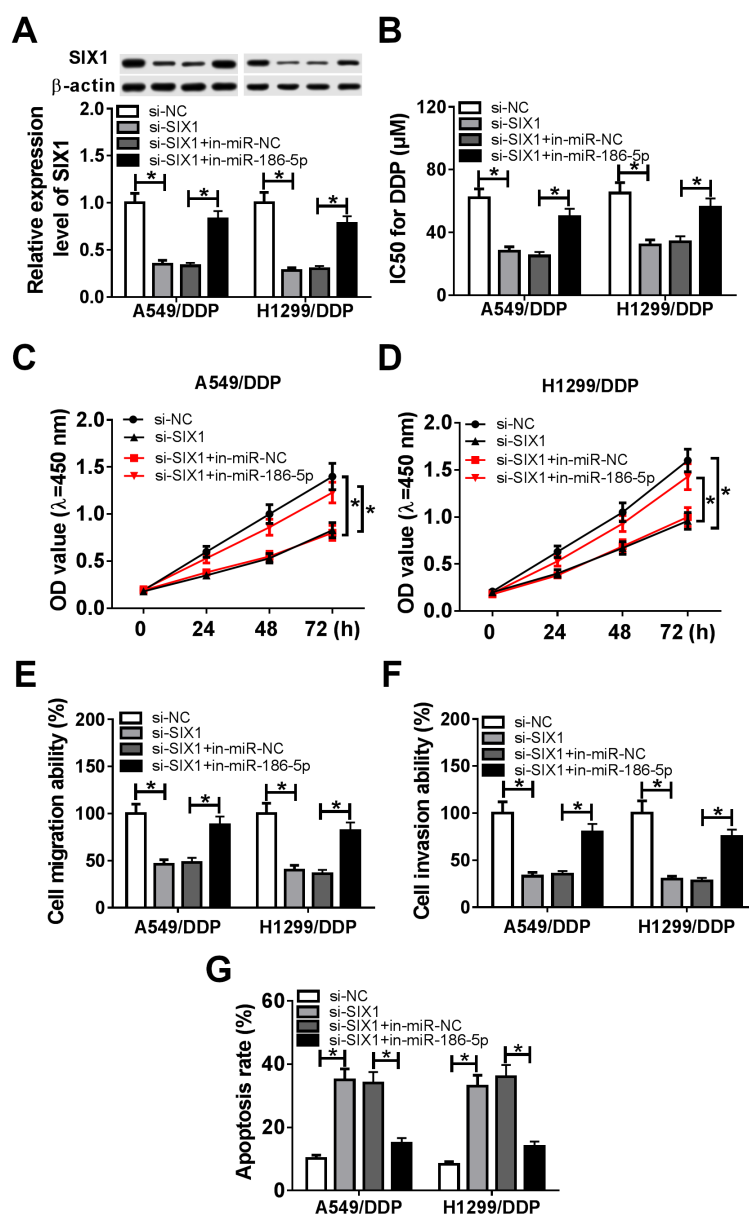 A
SIX1
β-actin
si-NC
si-SIX1
si-SIX1+in-miR-NC
si-SIX1+in-miR-186-5p
Relative expression
level of SIX1
2.0
1.5
1.0
0.5
0.0
*
*
*
*
A549/DDP
H1299/DDP
B
si-NC
si-SIX1
si-SIX1+in-miR-NC
si-SIX1+in-miR-186-5p
IC50 for DDP (μM)
120
80
40
0
*
*
*
*
A549/DDP
H1299/DDP
C
A549/DDP
si-NC
si-SIX1
si-SIX1+in-miR-NC
si-SIX1+in-miR-186-5p
OD value (λ=450 nm)
2.0
1.5
1.0
0.5
0.0
*
*
0 24 48 72 (h)
D
H1299/DDP
si-NC
si-SIX1
si-SIX1+in-miR-NC
si-SIX1+in-miR-186-5p
OD value (λ=450 nm)
2.0
1.5
1.0
0.5
0.0
*
*
0 24 48 72 (h)
E
si-NC
si-SIX1
si-SIX1+in-miR-NC
si-SIX1+in-miR-186-5p
Cell migration ability (%)
200
150
100
50
0
*
*
*
*
A549/DDP
H1299/DDP
F
si-NC
si-SIX1
si-SIX1+in-miR-NC
si-SIX1+in-miR-186-5p
Cell invasion ability (%)
200
150
100
50
0
*
*
*
*
A549/DDP
H1299/DDP
G
si-NC
si-SIX1
si-SIX1+in-miR-NC
si-SIX1+in-miR-186-5p
Apoptosis rate (%)
60
40
20
0
*
*
*
*
A549/DDP
H1299/DDP